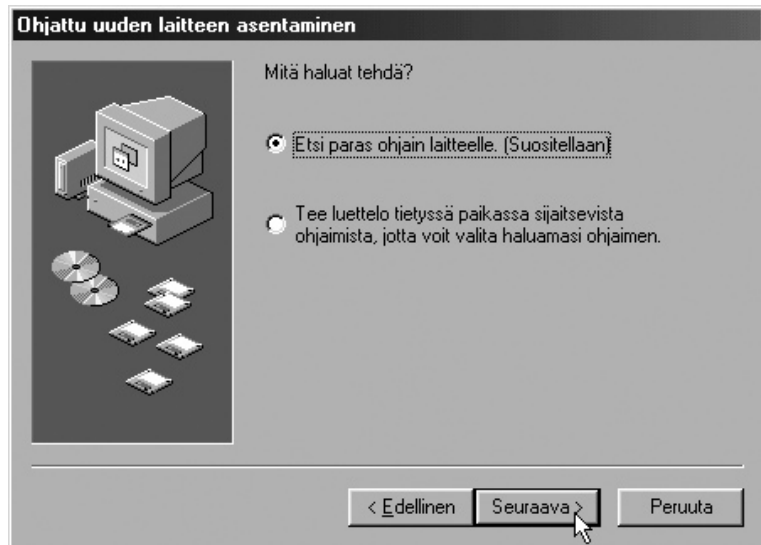 Ohjattu uuden laitteen asentaminen
Mitä haluat tehdä?
Etsi paras ohjain laitteelle. (Suositellaan)
Tee luettelo tietyssä paikassa sijaitsevista
ohjaimista, jotta voit valita haluamasi ohjaimen.
< Edellinen
Seuraava >
Peruuta